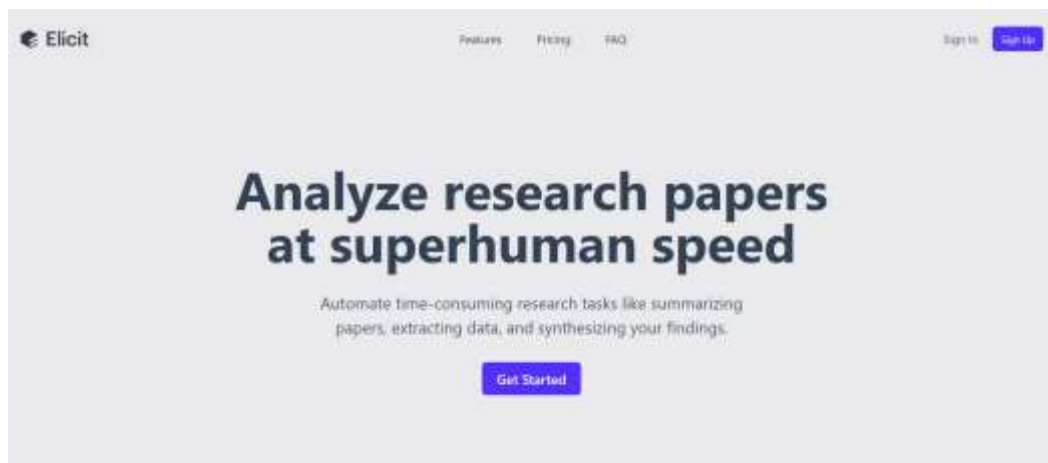 Elicit
Features Pricing FAQ
Sign In Sign Up
Analyze research papers
at superhuman speed
Automate time-consuming research tasks like summarizing
papers, extracting data, and synthesizing your findings.
Get Started